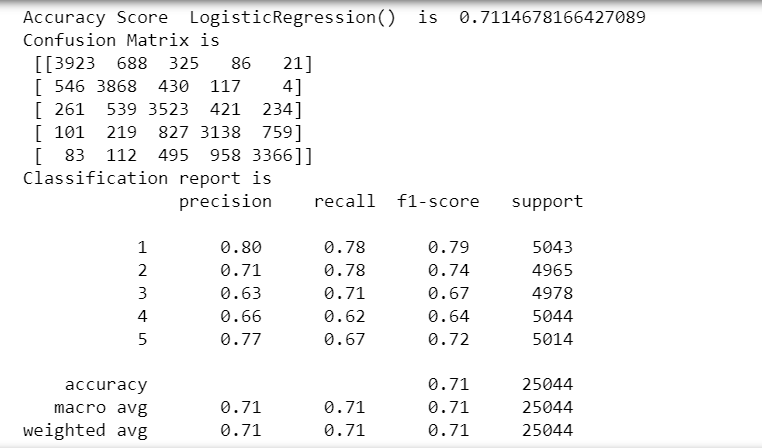 Accuracy Score  LogisticRegression()  is  0.7114678166427089
Confusion Matrix is
 [[3923  688  325   86   21]
 [ 546 3868  430  117    4]
 [ 261  539 3523  421  234]
 [ 101  219  827 3138  759]
 [  83  112  495  958 3366]]
Classification report is
               precision    recall  f1-score   support

           1       0.80      0.78      0.79      5043
           2       0.71      0.78      0.74      4965
           3       0.63      0.71      0.67      4978
           4       0.66      0.62      0.64      5044
           5       0.77      0.67      0.72      5014

    accuracy                           0.71     25044
   macro avg       0.71      0.71      0.71     25044
weighted avg       0.71      0.71      0.71     25044